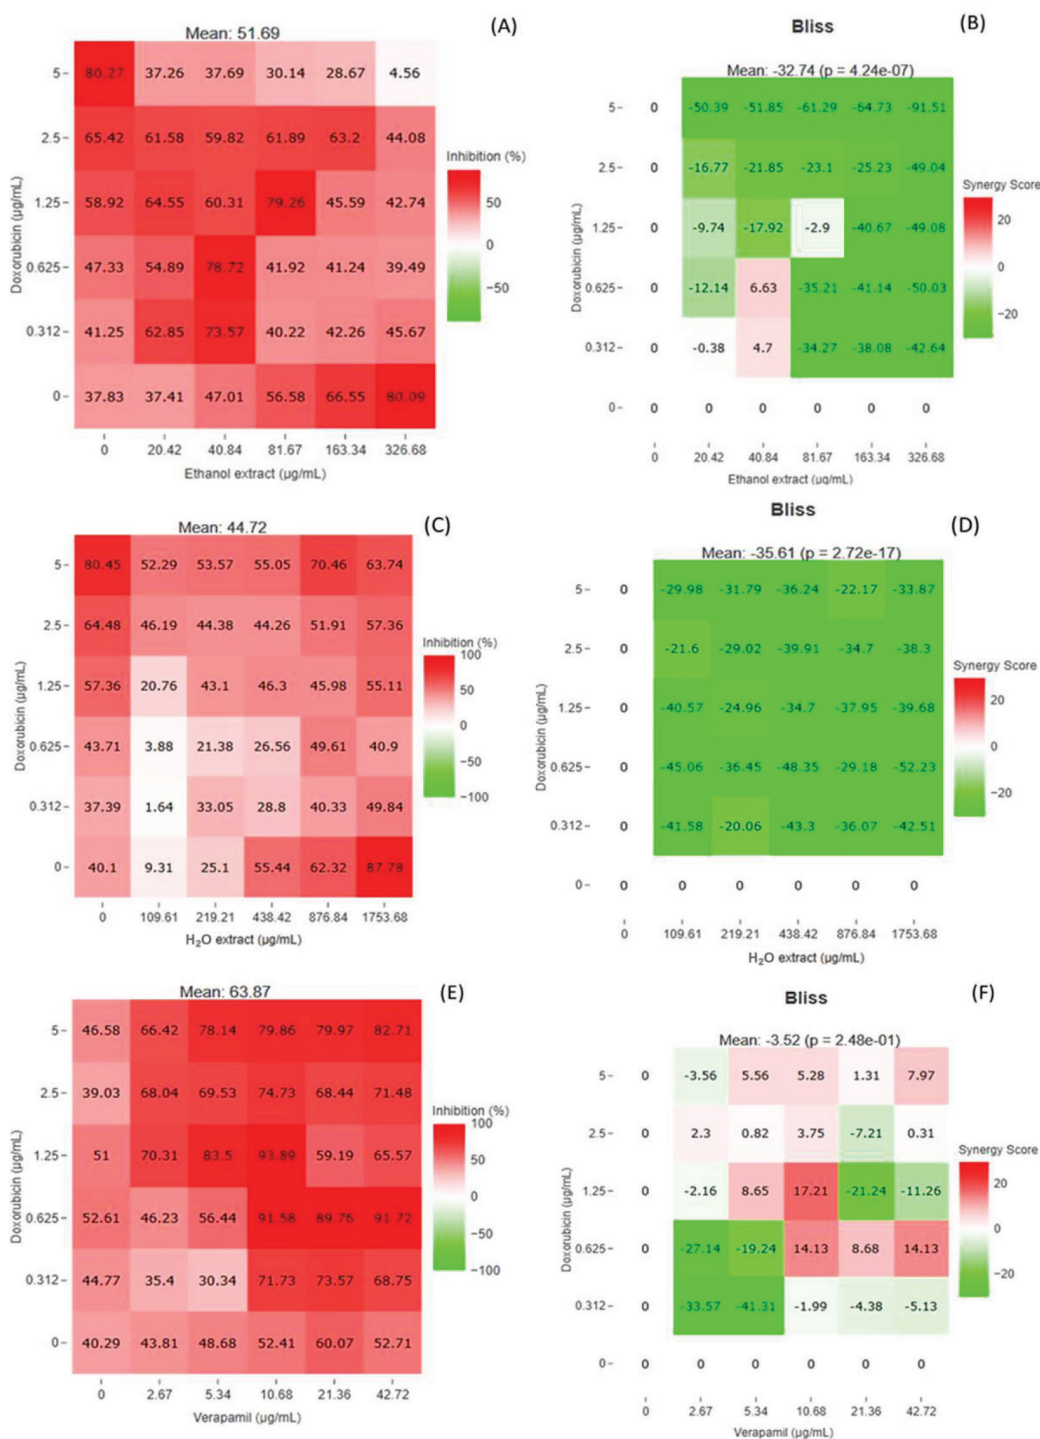 Mean: 51.69
(A)
5
80.27 37.26 37.69 30.14 28.67 4.56
2.5
65.42 61.58 59.82 61.89 63.2 44.08
1.25
58.92 64.55 60.31 79.26 45.59 42.74
0.625
47.33 54.89 78.72 41.92 41.24 39.49
0.312
41.25 62.85 73.57 40.22 42.26 45.67
0
37.83 37.41 47.01 56.58 66.55 80.09
0 20.42 40.84 81.67 163.34 326.68
Ethanol extract (µg/mL)
Doxorubicin (µg/mL)
Inhibition (%)
50
0
−50
Bliss
(B)
Mean: -32.74 (p = 4.24e-07)
5 0 -50.39 -51.85 -61.29 -64.73 -91.51
2.5 0 -16.77 -21.85 -23.1 -25.23 -49.04
1.25 0 -9.74 -17.92 -2.9 -40.67 -49.08
0.625 0 -12.14 6.63 -35.21 -41.14 -50.03
0.312 0 -0.38 4.7 -34.27 -38.08 -42.64
0 0 0 0 0 0 0
0 20.42 40.84 81.67 163.34 326.68
Ethanol extract (µg/mL)
Doxorubicin (µg/mL)
Synergy Score
20
0
−20
Mean: 44.72
(C)
5
80.45 52.29 53.57 55.05 70.46 63.74
2.5
64.48 46.19 44.38 44.26 51.91 57.36
1.25
57.36 20.76 43.1 46.3 45.98 55.11
0.625
43.71 3.88 21.38 26.56 49.61 40.9
0.312
37.39 1.64 33.05 28.8 40.33 49.84
0
40.1 9.31 25.1 55.44 62.32 87.78
0 109.61 219.21 438.42 876.84 1753.68
H₂O extract (µg/mL)
Doxorubicin (µg/mL)
Inhibition (%)
100
50
0
−50
−100
Bliss
(D)
Mean: -35.61 (p = 2.72e-17)
5 0 -29.98 -31.79 -36.24 -22.17 -33.87
2.5 0 -21.6 -29.02 -39.91 -34.7 -38.3
1.25 0 -40.57 -24.96 -34.7 -37.95 -39.68
0.625 0 -45.06 -36.45 -48.35 -29.18 -52.23
0.312 0 -41.58 -20.06 -43.3 -36.07 -42.51
0 0 0 0 0 0 0
0 109.61 219.21 438.42 876.84 1753.68
H₂O extract (µg/mL)
Doxorubicin (µg/mL)
Synergy Score
20
0
−20
Mean: 63.87
(E)
5
46.58 66.42 78.14 79.86 79.97 82.71
2.5
39.03 68.04 69.53 74.73 68.44 71.48
1.25
51 70.31 83.5 93.89 59.19 65.57
0.625
52.61 46.23 56.44 91.58 89.76 91.72
0.312
44.77 35.4 30.34 71.73 73.57 68.75
0
40.29 43.81 48.68 52.41 60.07 52.71
0 2.67 5.34 10.68 21.36 42.72
Verapamil (µg/mL)
Doxorubicin (µg/mL)
Inhibition (%)
100
50
0
−50
−100
Bliss
(F)
Mean: -3.52 (p = 2.48e-01)
5 0 -3.56 5.56 5.28 1.31 7.97
2.5 0 2.3 0.82 3.75 -7.21 0.31
1.25 0 -2.16 8.65 17.21 -21.24 -11.26
0.625 0 -27.14 -19.24 14.13 8.68 14.13
0.312 0 -33.57 -41.31 -1.99 -4.38 -5.13
0 0 0 0 0 0 0
0 2.67 5.34 10.68 21.36 42.72
Verapamil (µg/mL)
Doxorubicin (µg/mL)
Synergy Score
20
0
−20